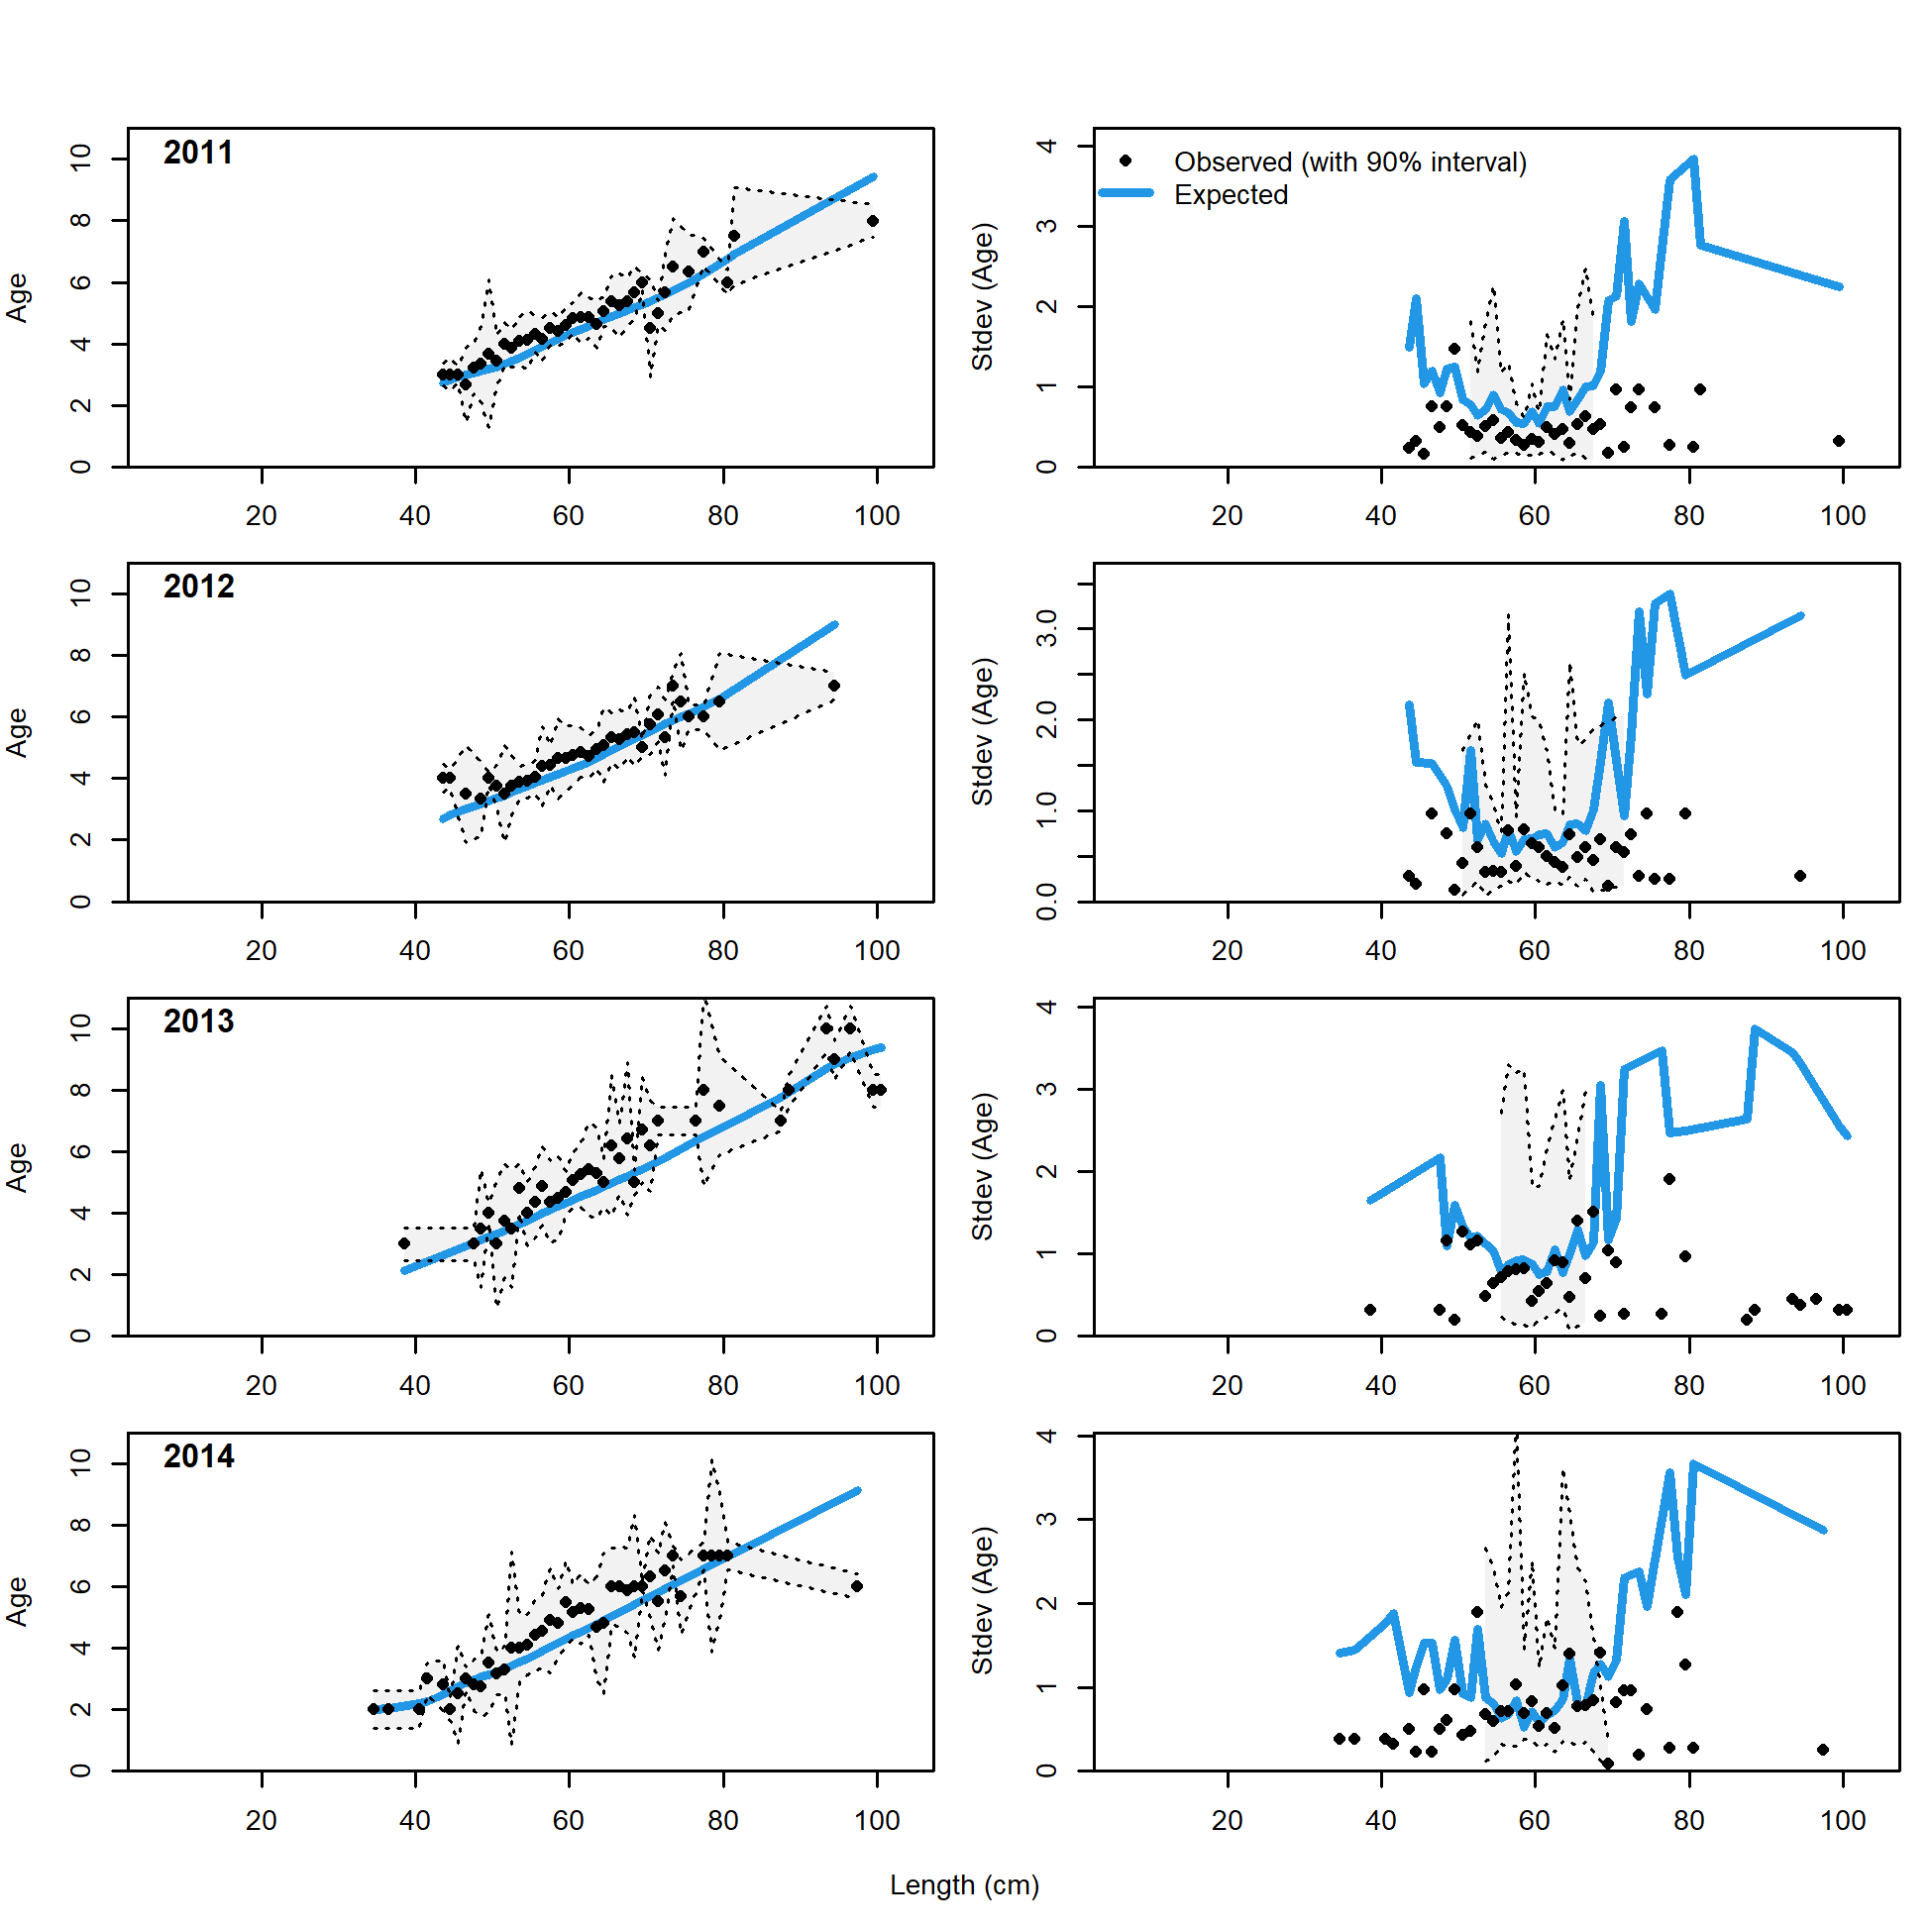 2011
Age
0 2 4 6 8 10
20 40 60 80 100
Observed (with 90% interval)
Expected
Stdev (Age)
0 1 2 3 4
20 40 60 80 100
2012
Age
0 2 4 6 8 10
20 40 60 80 100
Stdev (Age)
0.0 1.0 2.0 3.0
20 40 60 80 100
2013
Age
0 2 4 6 8 10
20 40 60 80 100
Stdev (Age)
0 1 2 3 4
20 40 60 80 100
2014
Age
0 2 4 6 8 10
20 40 60 80 100
Stdev (Age)
0 1 2 3 4
20 40 60 80 100
Length (cm)